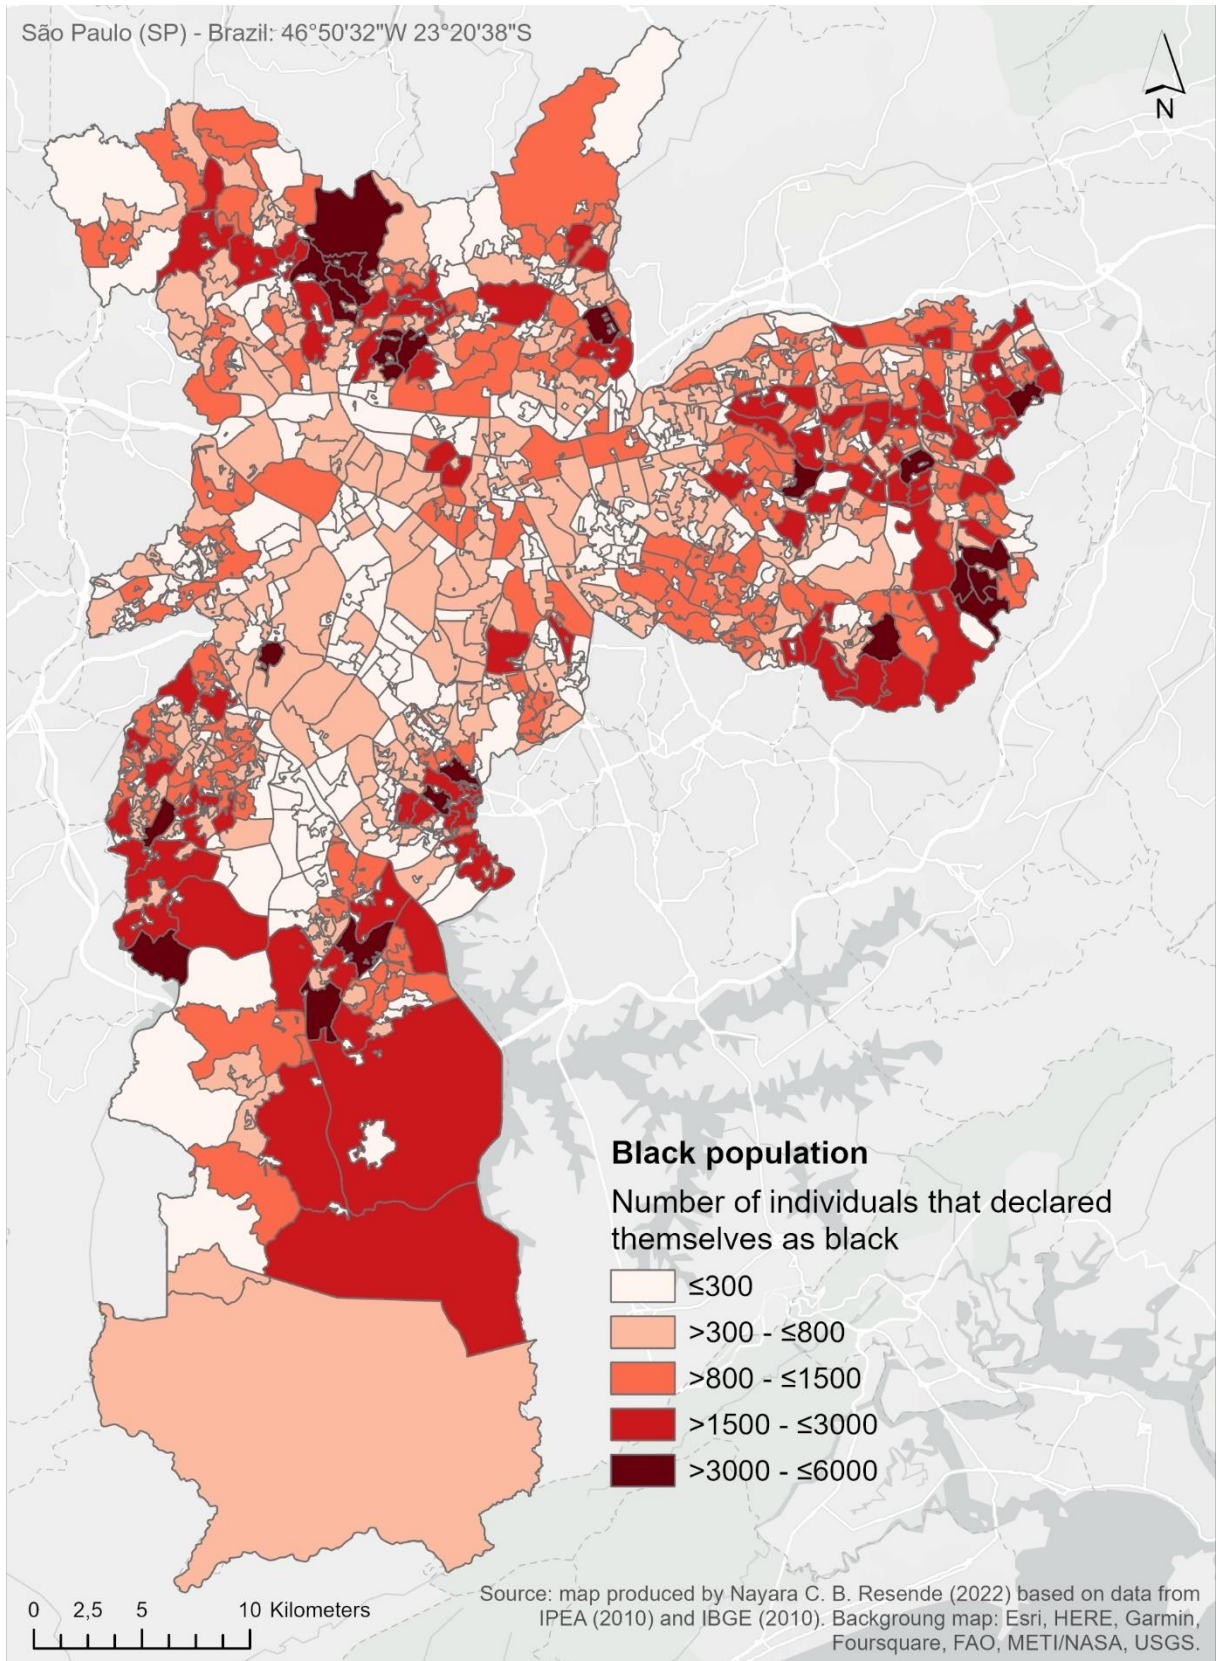 São Paulo (SP) - Brazil: 46°50'32"W 23°20'38"S
N
Black population
Number of individuals that declared
themselves as black
≤300
>300 - ≤800
>800 - ≤1500
>1500 - ≤3000
>3000 - ≤6000
0 2,5 5 10 Kilometers
Source: map produced by Nayara C. B. Resende (2022) based on data from
IPEA (2010) and IBGE (2010). Backgroung map: Esri, HERE, Garmin,
Foursquare, FAO, METI/NASA, USGS.